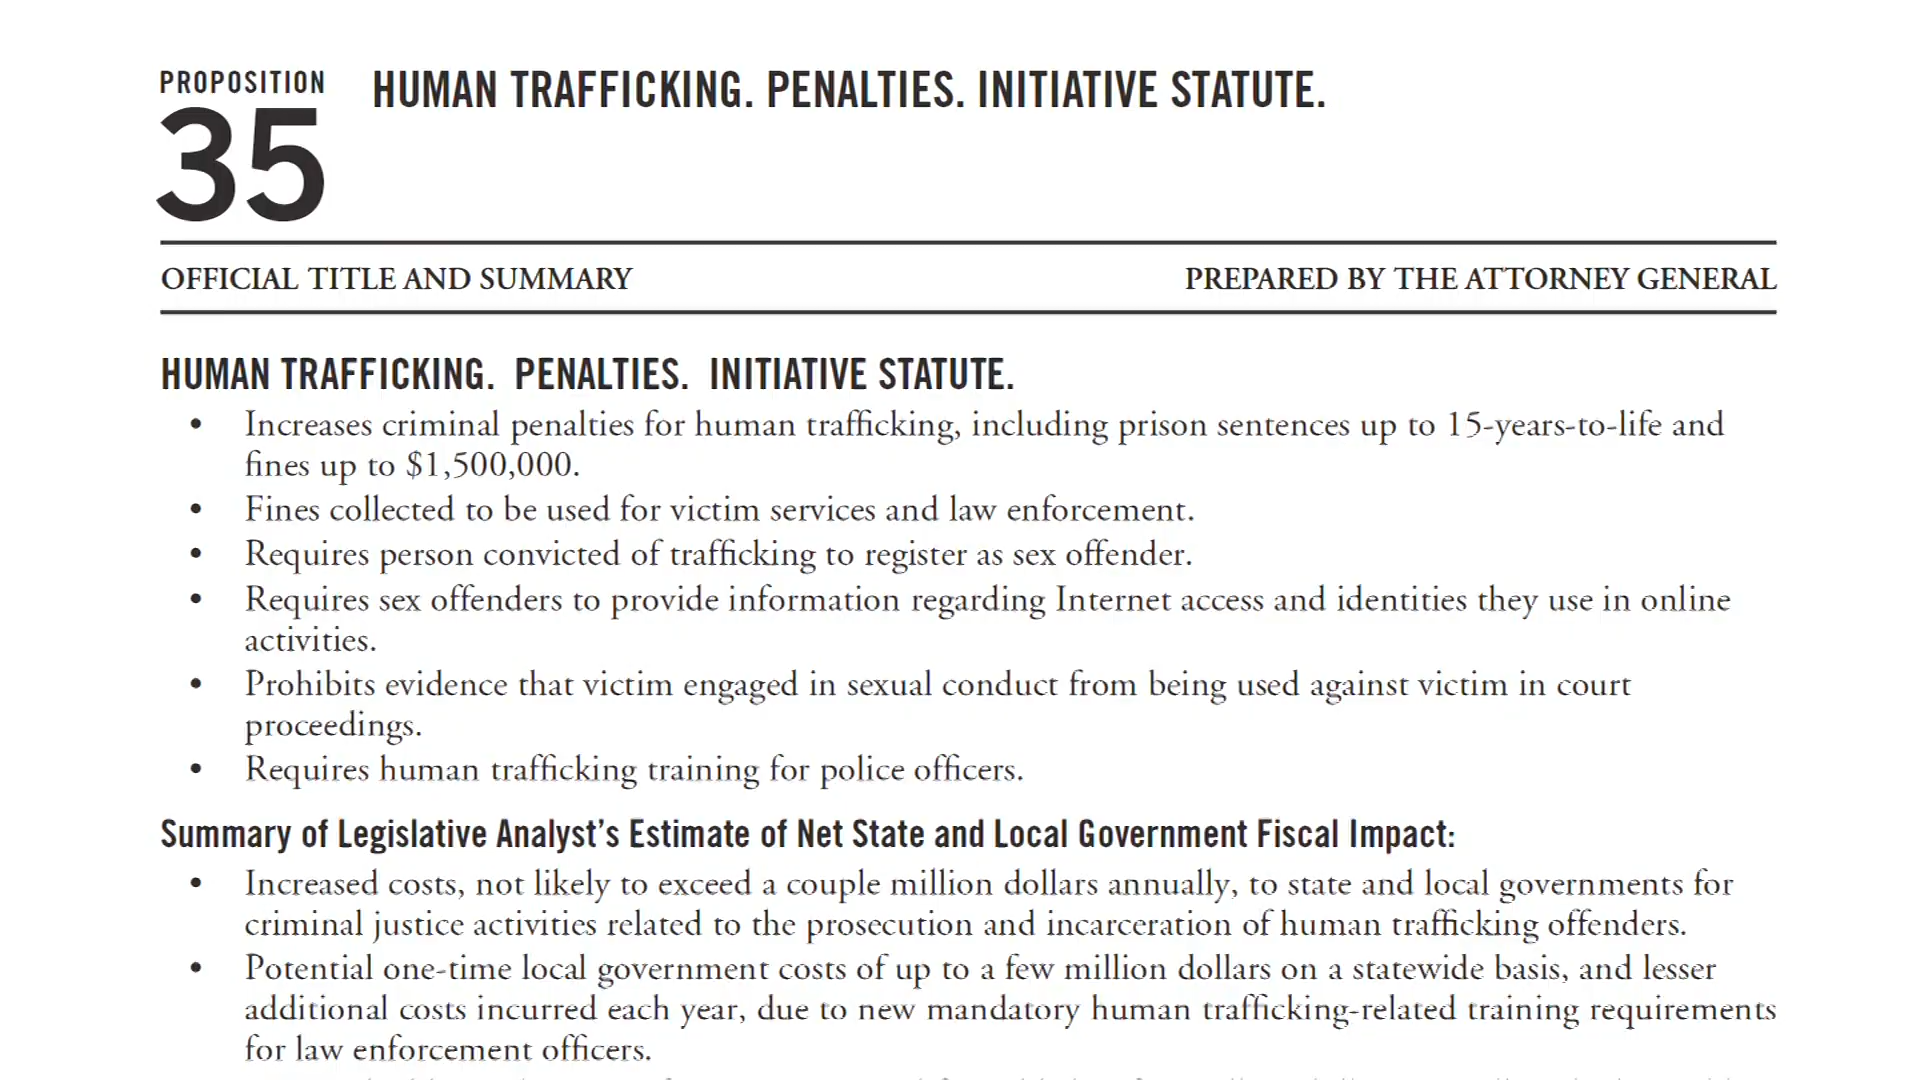 PROPOSITION
35
HUMAN TRAFFICKING. PENALTIES. INITIATIVE STATUTE.
OFFICIAL TITLE AND SUMMARY
PREPARED BY THE ATTORNEY GENERAL
HUMAN TRAFFICKING. PENALTIES. INITIATIVE STATUTE.
• Increases criminal penalties for human trafficking, including prison sentences up to 15-years-to-life and
fines up to $1,500,000.
• Fines collected to be used for victim services and law enforcement.
• Requires person convicted of trafficking to register as sex offender.
• Requires sex offenders to provide information regarding Internet access and identities they use in online
activities.
• Prohibits evidence that victim engaged in sexual conduct from being used against victim in court
proceedings.
• Requires human trafficking training for police officers.
Summary of Legislative Analyst’s Estimate of Net State and Local Government Fiscal Impact:
• Increased costs, not likely to exceed a couple million dollars annually, to state and local governments for
criminal justice activities related to the prosecution and incarceration of human trafficking offenders.
• Potential one-time local government costs of up to a few million dollars on a statewide basis, and lesser
additional costs incurred each year, due to new mandatory human trafficking-related training requirements
for law enforcement officers.